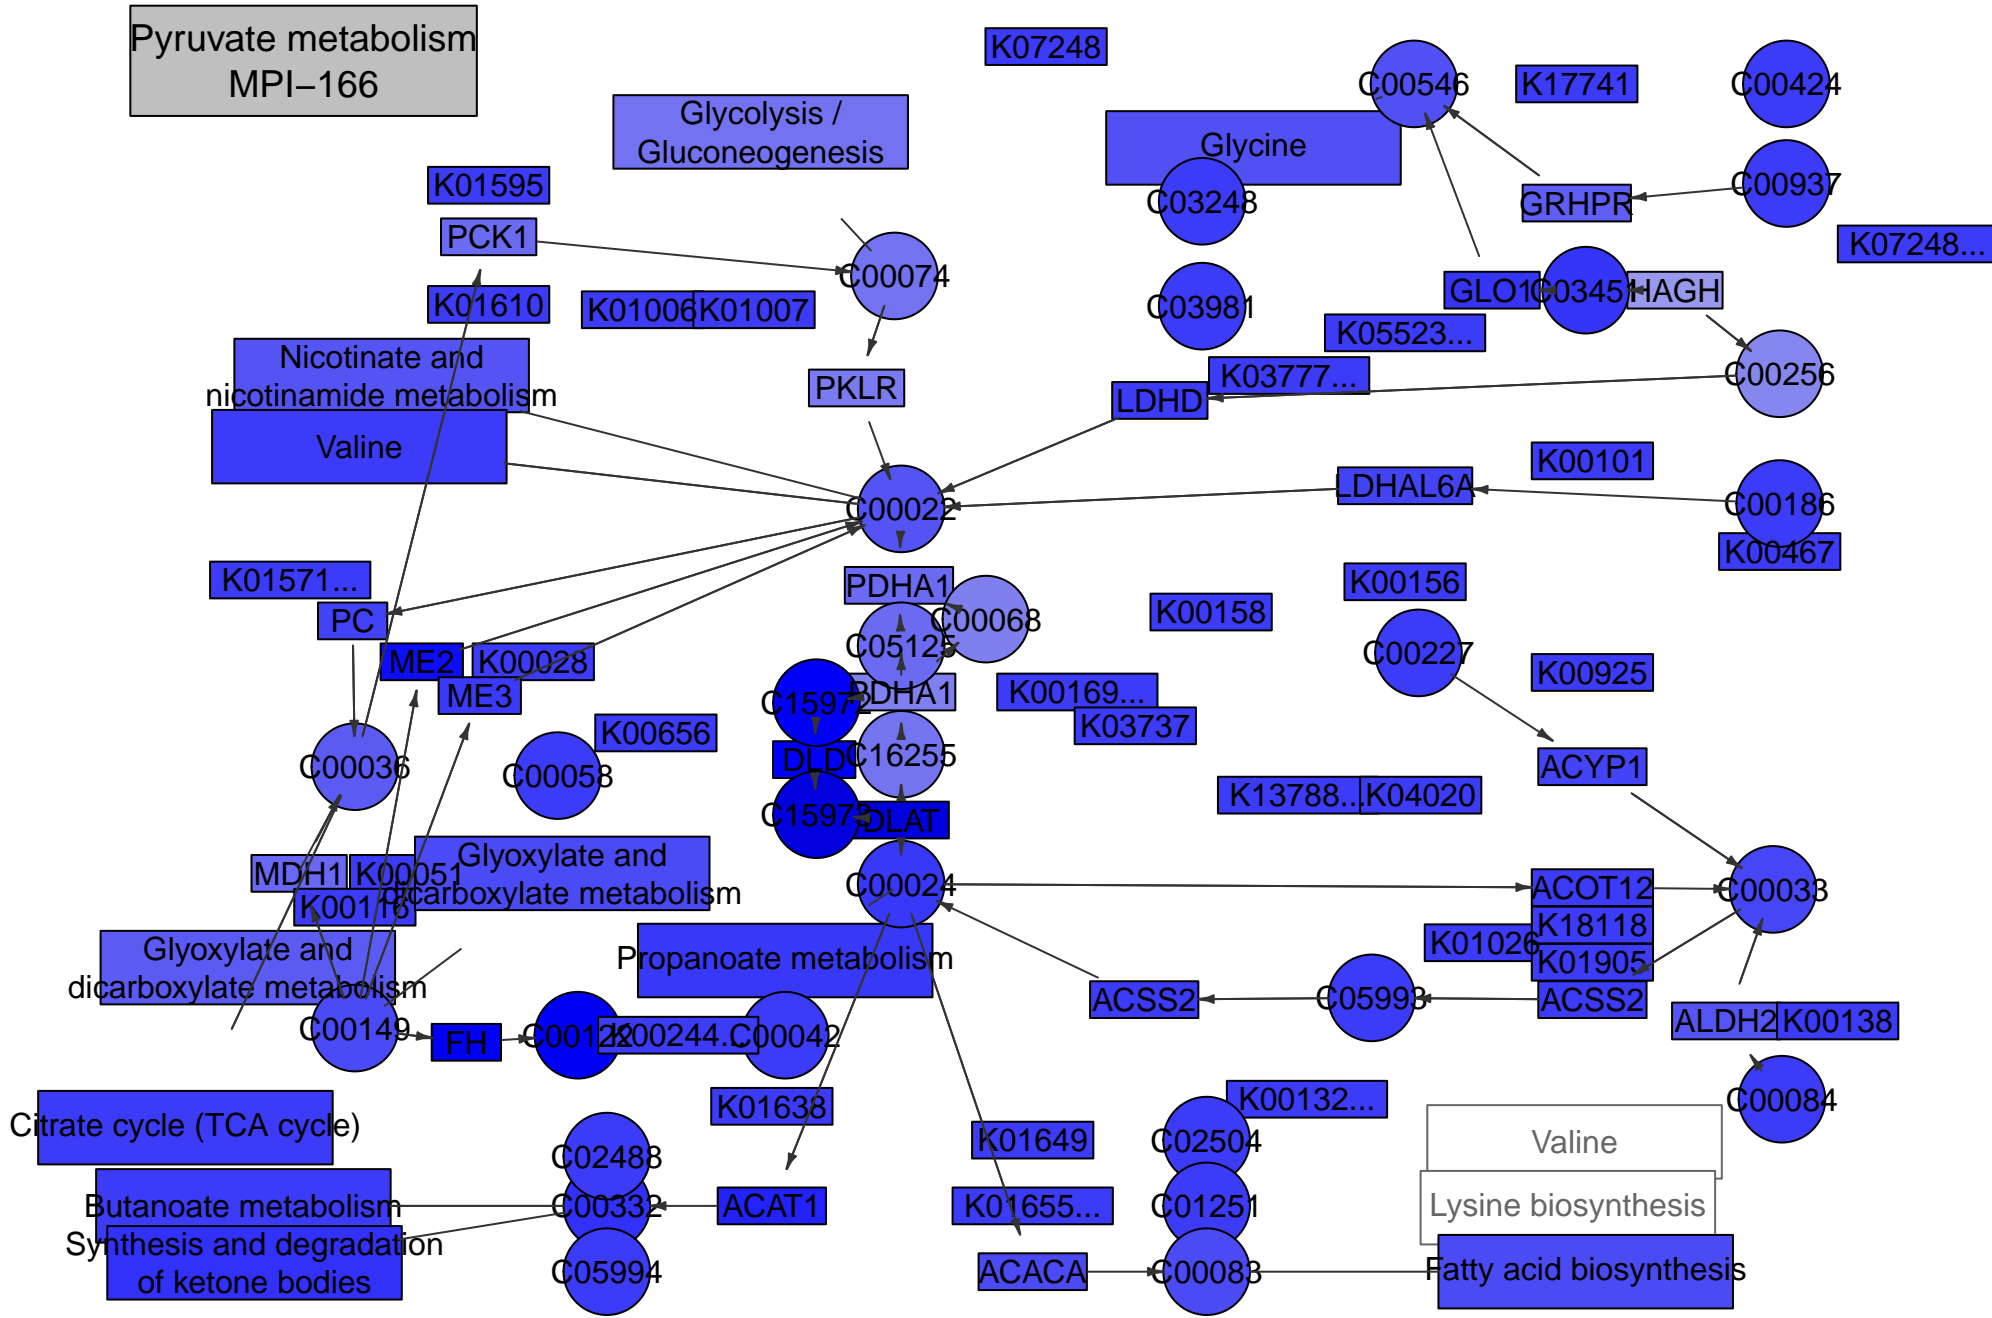 Pyruvate metabolism
MPI−166
K07248
C00546
K17741
C00424
Glycolysis /
Gluconeogenesis
Glycine
K01595
C03248
GRHPR
C00937
PCK1
K07248...
C00074
K01610
K01006
K01007
C03981
GLO1
C03451
HAGH
K05523...
Nicotinate and
nicotinamide metabolism
PKLR
K03777...
LDHD
C00256
Valine
K00101
LDHAL6A
C00022
C00186
K00467
K01571...
PDHA1
K00156
PC
C00068
K00158
C05125
C00227
ME2
K00028
ME3
PDHA1
K00169...
K00925
C15972
K03737
K00656
C00036
C00058
DLD
C16255
ACYP1
K13788...
K04020
C15973
DLAT
MDH1
K00051
Glyoxylate and
dicarboxylate metabolism
C00024
ACOT12
C00033
K00116
K18118
K01026
Glyoxylate and
dicarboxylate metabolism
Propanoate metabolism
K01905
ACSS2
C05993
ACSS2
C00149
FH
C00122
K00244...
C00042
ALDH2
K00138
K01638
K00132...
C00084
Citrate cycle (TCA cycle)
C02488
K01649
C02504
Valine
Butanoate metabolism
C00332
ACAT1
K01655...
C01251
Lysine biosynthesis
Synthesis and degradation
of ketone bodies
C05994
ACACA
C00083
Fatty acid biosynthesis